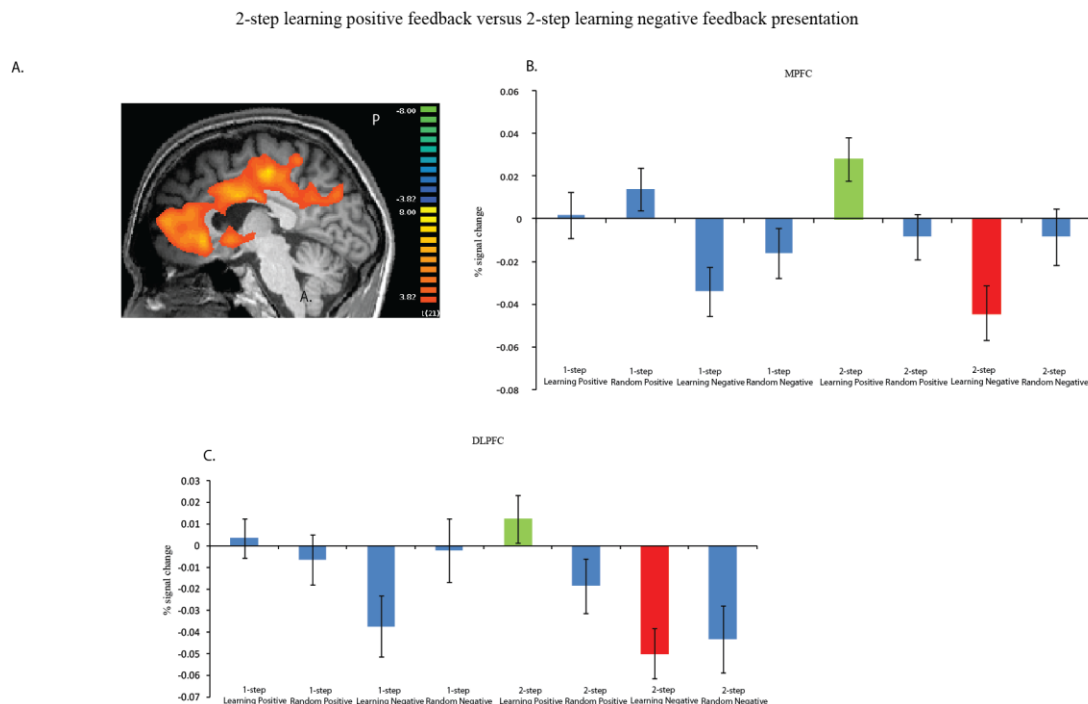 2-step learning positive feedback versus 2-step learning negative feedback presentation
A.
P
-8.00
-3.82
8.00
3.82
t(21)
A.
B.
MPFC
% signal change
0.06
0.04
0.02
0
-0.02
-0.04
-0.06
-0.08
1-step
Learning Positive
1-step
Random Positive
1-step
Learning Negative
1-step
Random Negative
2-step
Learning Positive
2-step
Random Positive
2-step
Learning Negative
2-step
Random Negative
DLPFC
C.
% signal change
0.03
0.02
0.01
0
-0.01
-0.02
-0.03
-0.04
-0.05
-0.06
-0.07
1-step
Learning Positive
1-step
Random Positive
1-step
Learning Negative
1-step
Random Negative
2-step
Learning Positive
2-step
Random Positive
2-step
Learning Negative
2-step
Random Negative